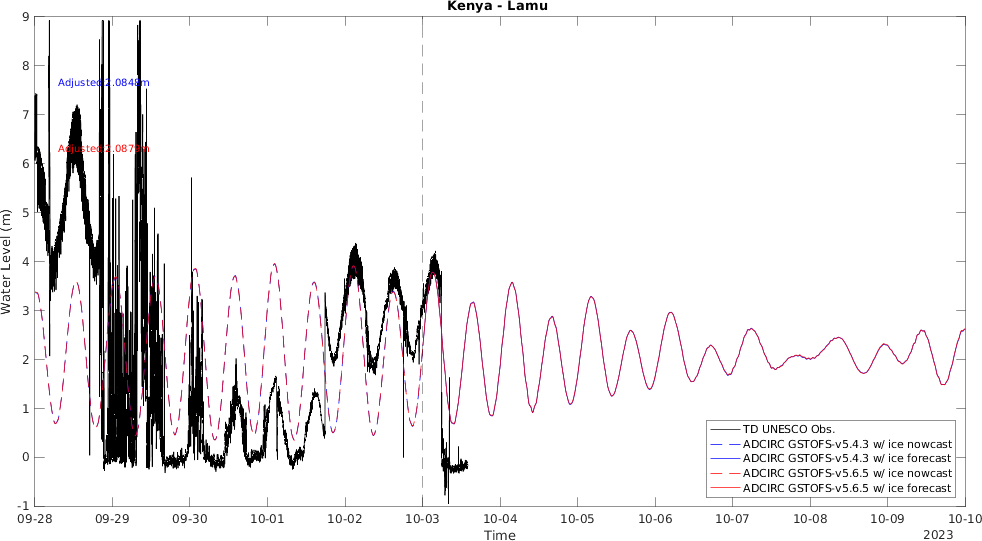 Kenya - Lamu
9
8
7
6
5
4
3
2
1
0
-1
Water Level (m)
Adjusted 2.0848m
TD UNESCO Obs.
ADCIRC GSTOFS-v5.4.3 w/ ice nowcast
ADCIRC GSTOFS-v5.4.3 w/ ice forecast
ADCIRC GSTOFS-v5.6.5 w/ ice nowcast
ADCIRC GSTOFS-v5.6.5 w/ ice forecast
09-28 09-29 09-30 10-01 10-02 10-03 10-04 10-05 10-06 10-07 10-08 10-09 10-10
Time
2023